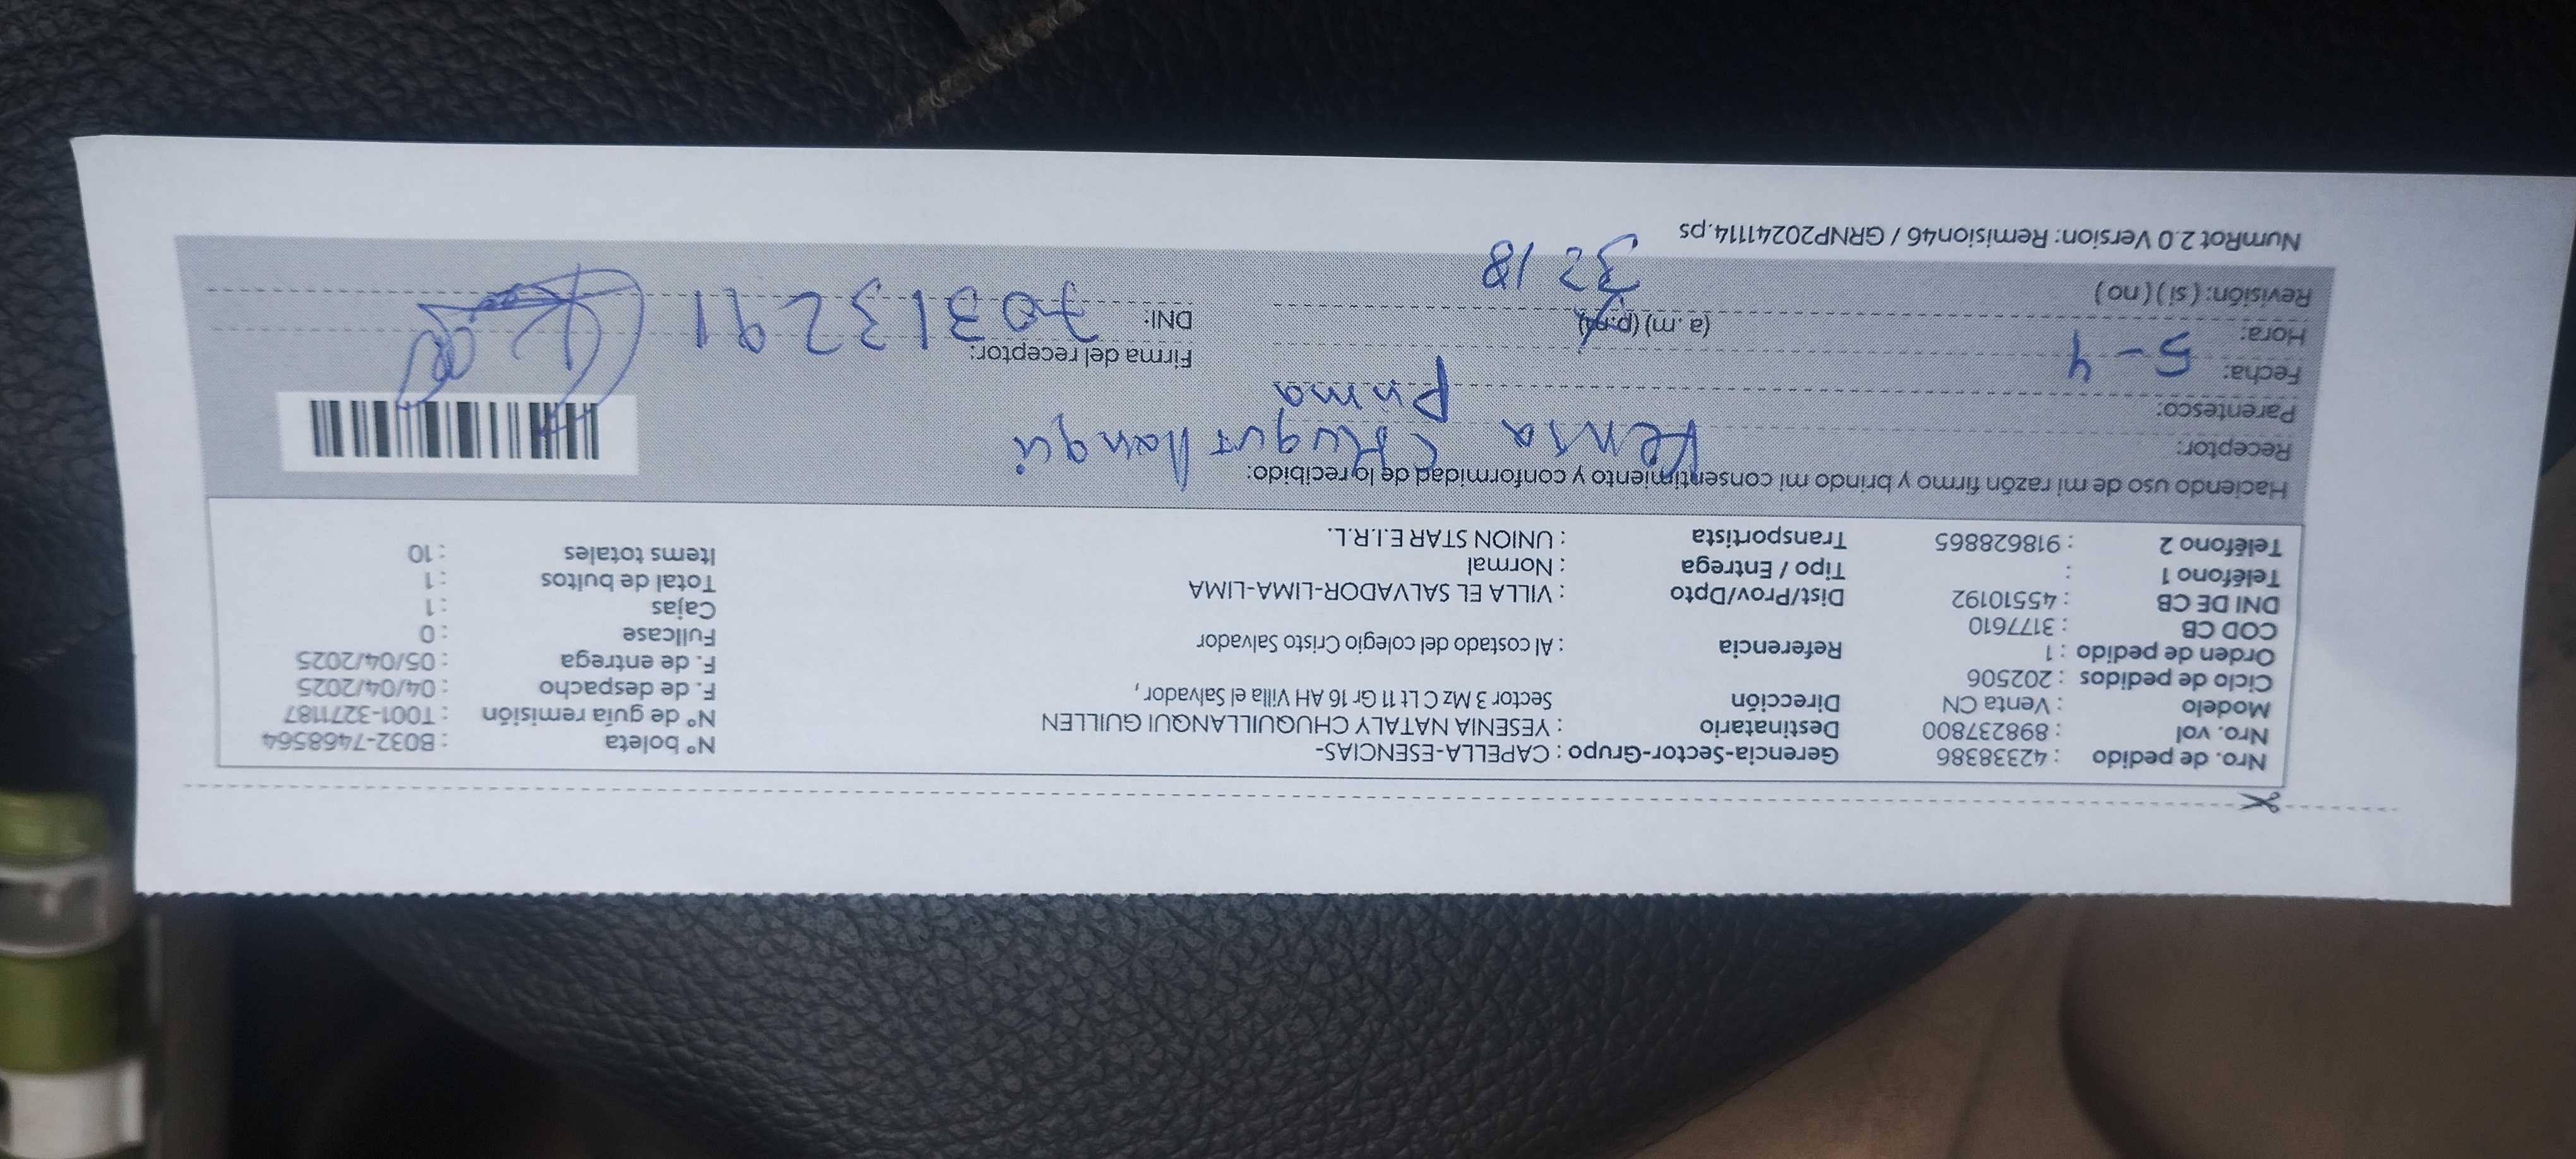 Nro. de pedido : 42338386 Gerencia-Sector-Grupo : CAPELLA-ESENCIAS- N° boleta : B032-7468564
Nro. vol : 898237800 Destinatario : YESENIA NATALY CHUQUILLANQUI GUILLEN N° de guía remisión : T001-3271187
Modelo : Venta CN Dirección Sector 3 Mz C Lt 11 Gr 16 AH Villa el Salvador , F. de despacho : 04/04/2025
Ciclo de pedidos : 202506 F. de entrega : 05/04/2025
Orden de pedido : 1 Referencia : Al costado del colegio Cristo Salvador Fullcase : 0
COD CB : 3177610 Cajas : 1
DNI DE CB : 45510192 Dist/Prov/Dpto : VILLA EL SALVADOR-LIMA-LIMA Total de bultos : 1
Teléfono 1 : Tipo / Entrega : Normal Items totales : 10
Teléfono 2 : 918628865 Transportista : UNION STAR E.I.R.L.
Haciendo uso de mi razón firmo y brindo mi consentimiento y conformidad de lo recibido:
Receptor:
Parentesco: Prima
Fecha: 5-4 Firma del receptor:
Hora: (a .m) (p.m) DNI: 70313291
Revisión: ( si ) ( no )
NumRot 2.0 Version: Remision46 / GRNP20241114.ps